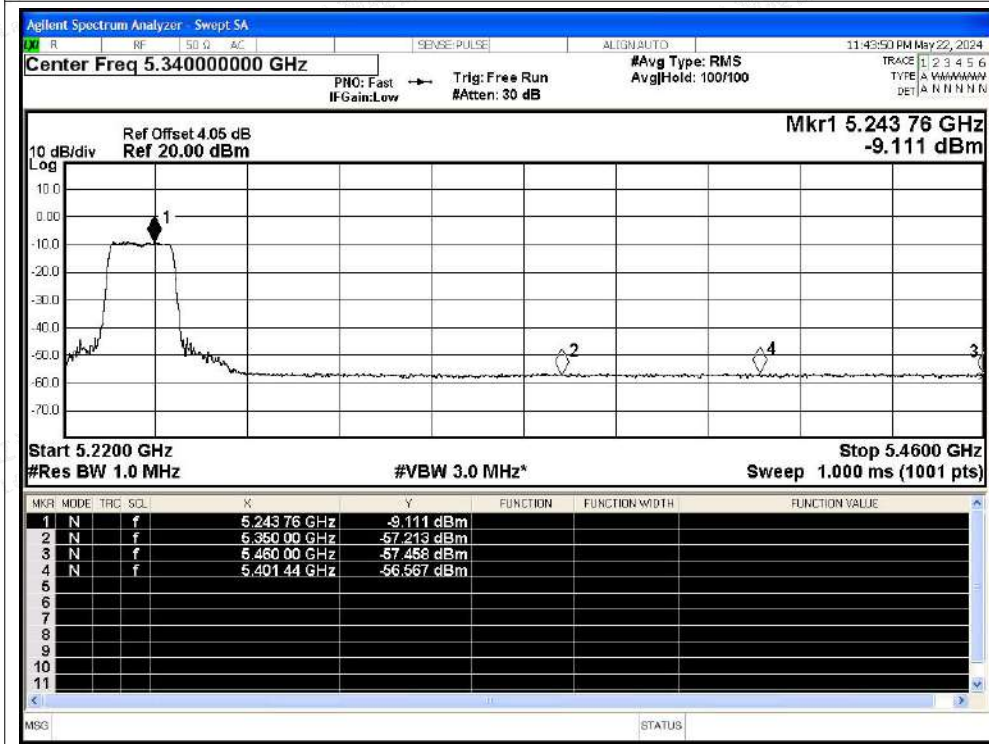 Agilent Spectrum Analyzer - Swept SA
LXI R RF 50 Ω AC SENSE:PULSE ALIGN AUTO 11:43:50 PM May 22, 2024
Center Freq 5.340000000 GHz
PNO: Fast
IFGain:Low
Trig: Free Run
#Atten: 30 dB
#Avg Type: RMS
Avg|Hold: 100/100
TRACE 1 2 3 4 5 6
TYPE A WWWWW
DET A N N N N N
Mkr1 5.243 76 GHz
-9.111 dBm
Ref Offset 4.05 dB
10 dB/div Ref 20.00 dBm
Log
10.0
0.00
-10.0
-20.0
-30.0
-40.0
-50.0
-60.0
-70.0
1
2
4
3
Start 5.2200 GHz Stop 5.4600 GHz
#Res BW 1.0 MHz #VBW 3.0 MHz* Sweep 1.000 ms (1001 pts)
MKR MODE TRC SCL X Y FUNCTION FUNCTION WIDTH FUNCTION VALUE
1 N f 5.243 76 GHz -9.111 dBm
2 N f 5.350 00 GHz -57.213 dBm
3 N f 5.460 00 GHz -57.458 dBm
4 N f 5.401 44 GHz -56.567 dBm
5
6
7
8
9
10
11
MSG STATUS